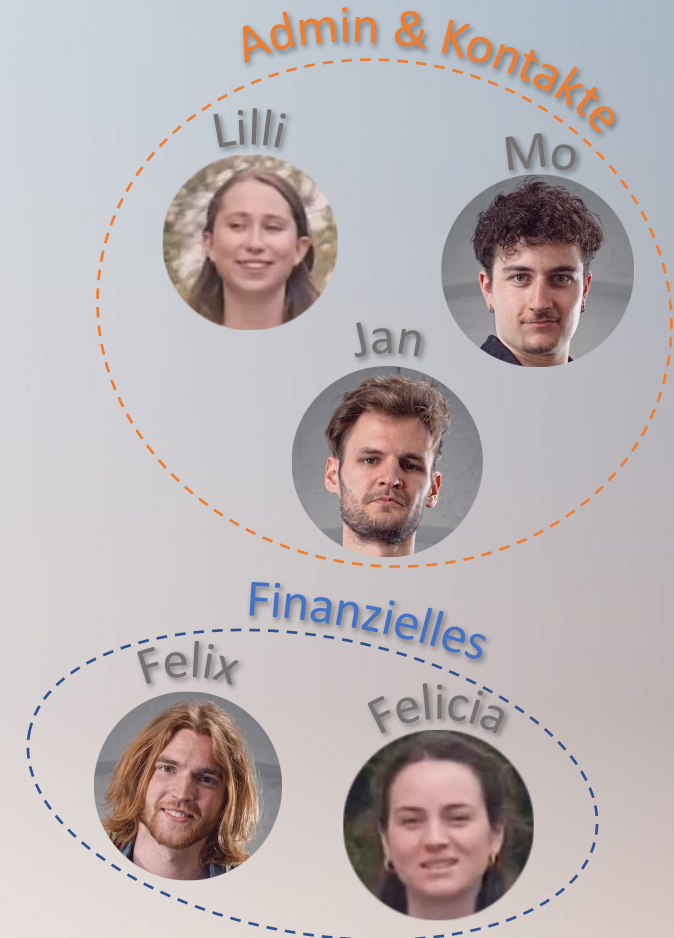 Admin & Kontakte
Lilli
Mo
Jan
Finanzielles
Felix
Felicia